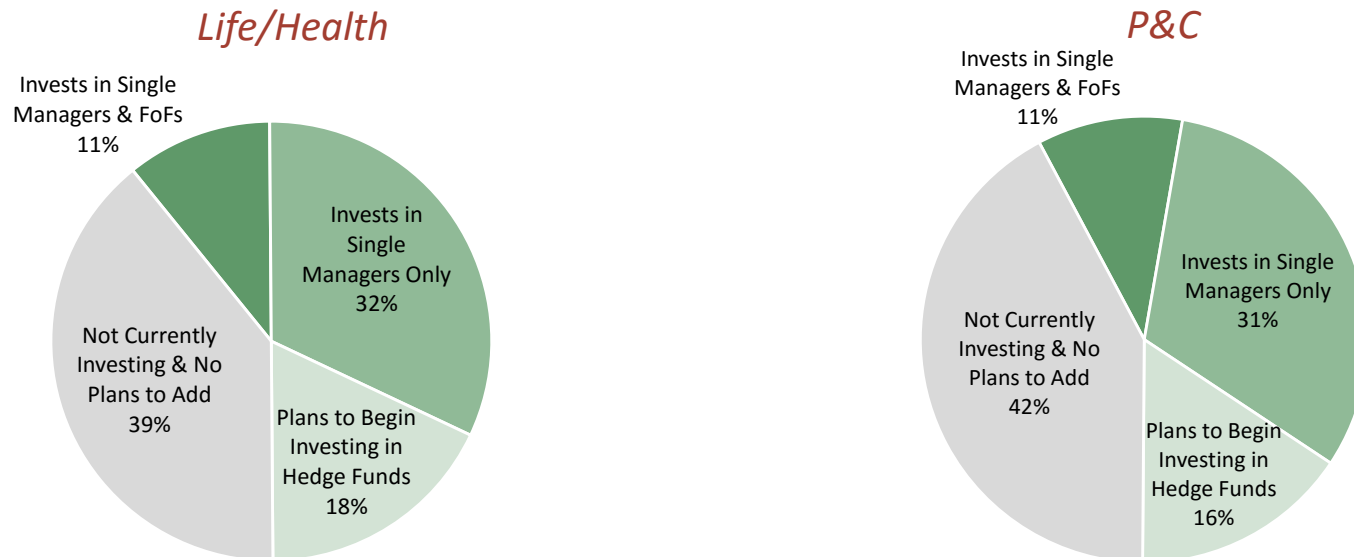 Life/Health
Invests in Single
Managers & FoFs
11%
Invests in
Single
Managers Only
32%
Not Currently
Investing & No
Plans to Add
39%
Plans to Begin
Investing in
Hedge Funds
18%
P&C
Invests in Single
Managers & FoFs
11%
Invests in Single
Managers Only
31%
Not Currently
Investing & No
Plans to Add
42%
Plans to Begin
Investing in
Hedge Funds
16%